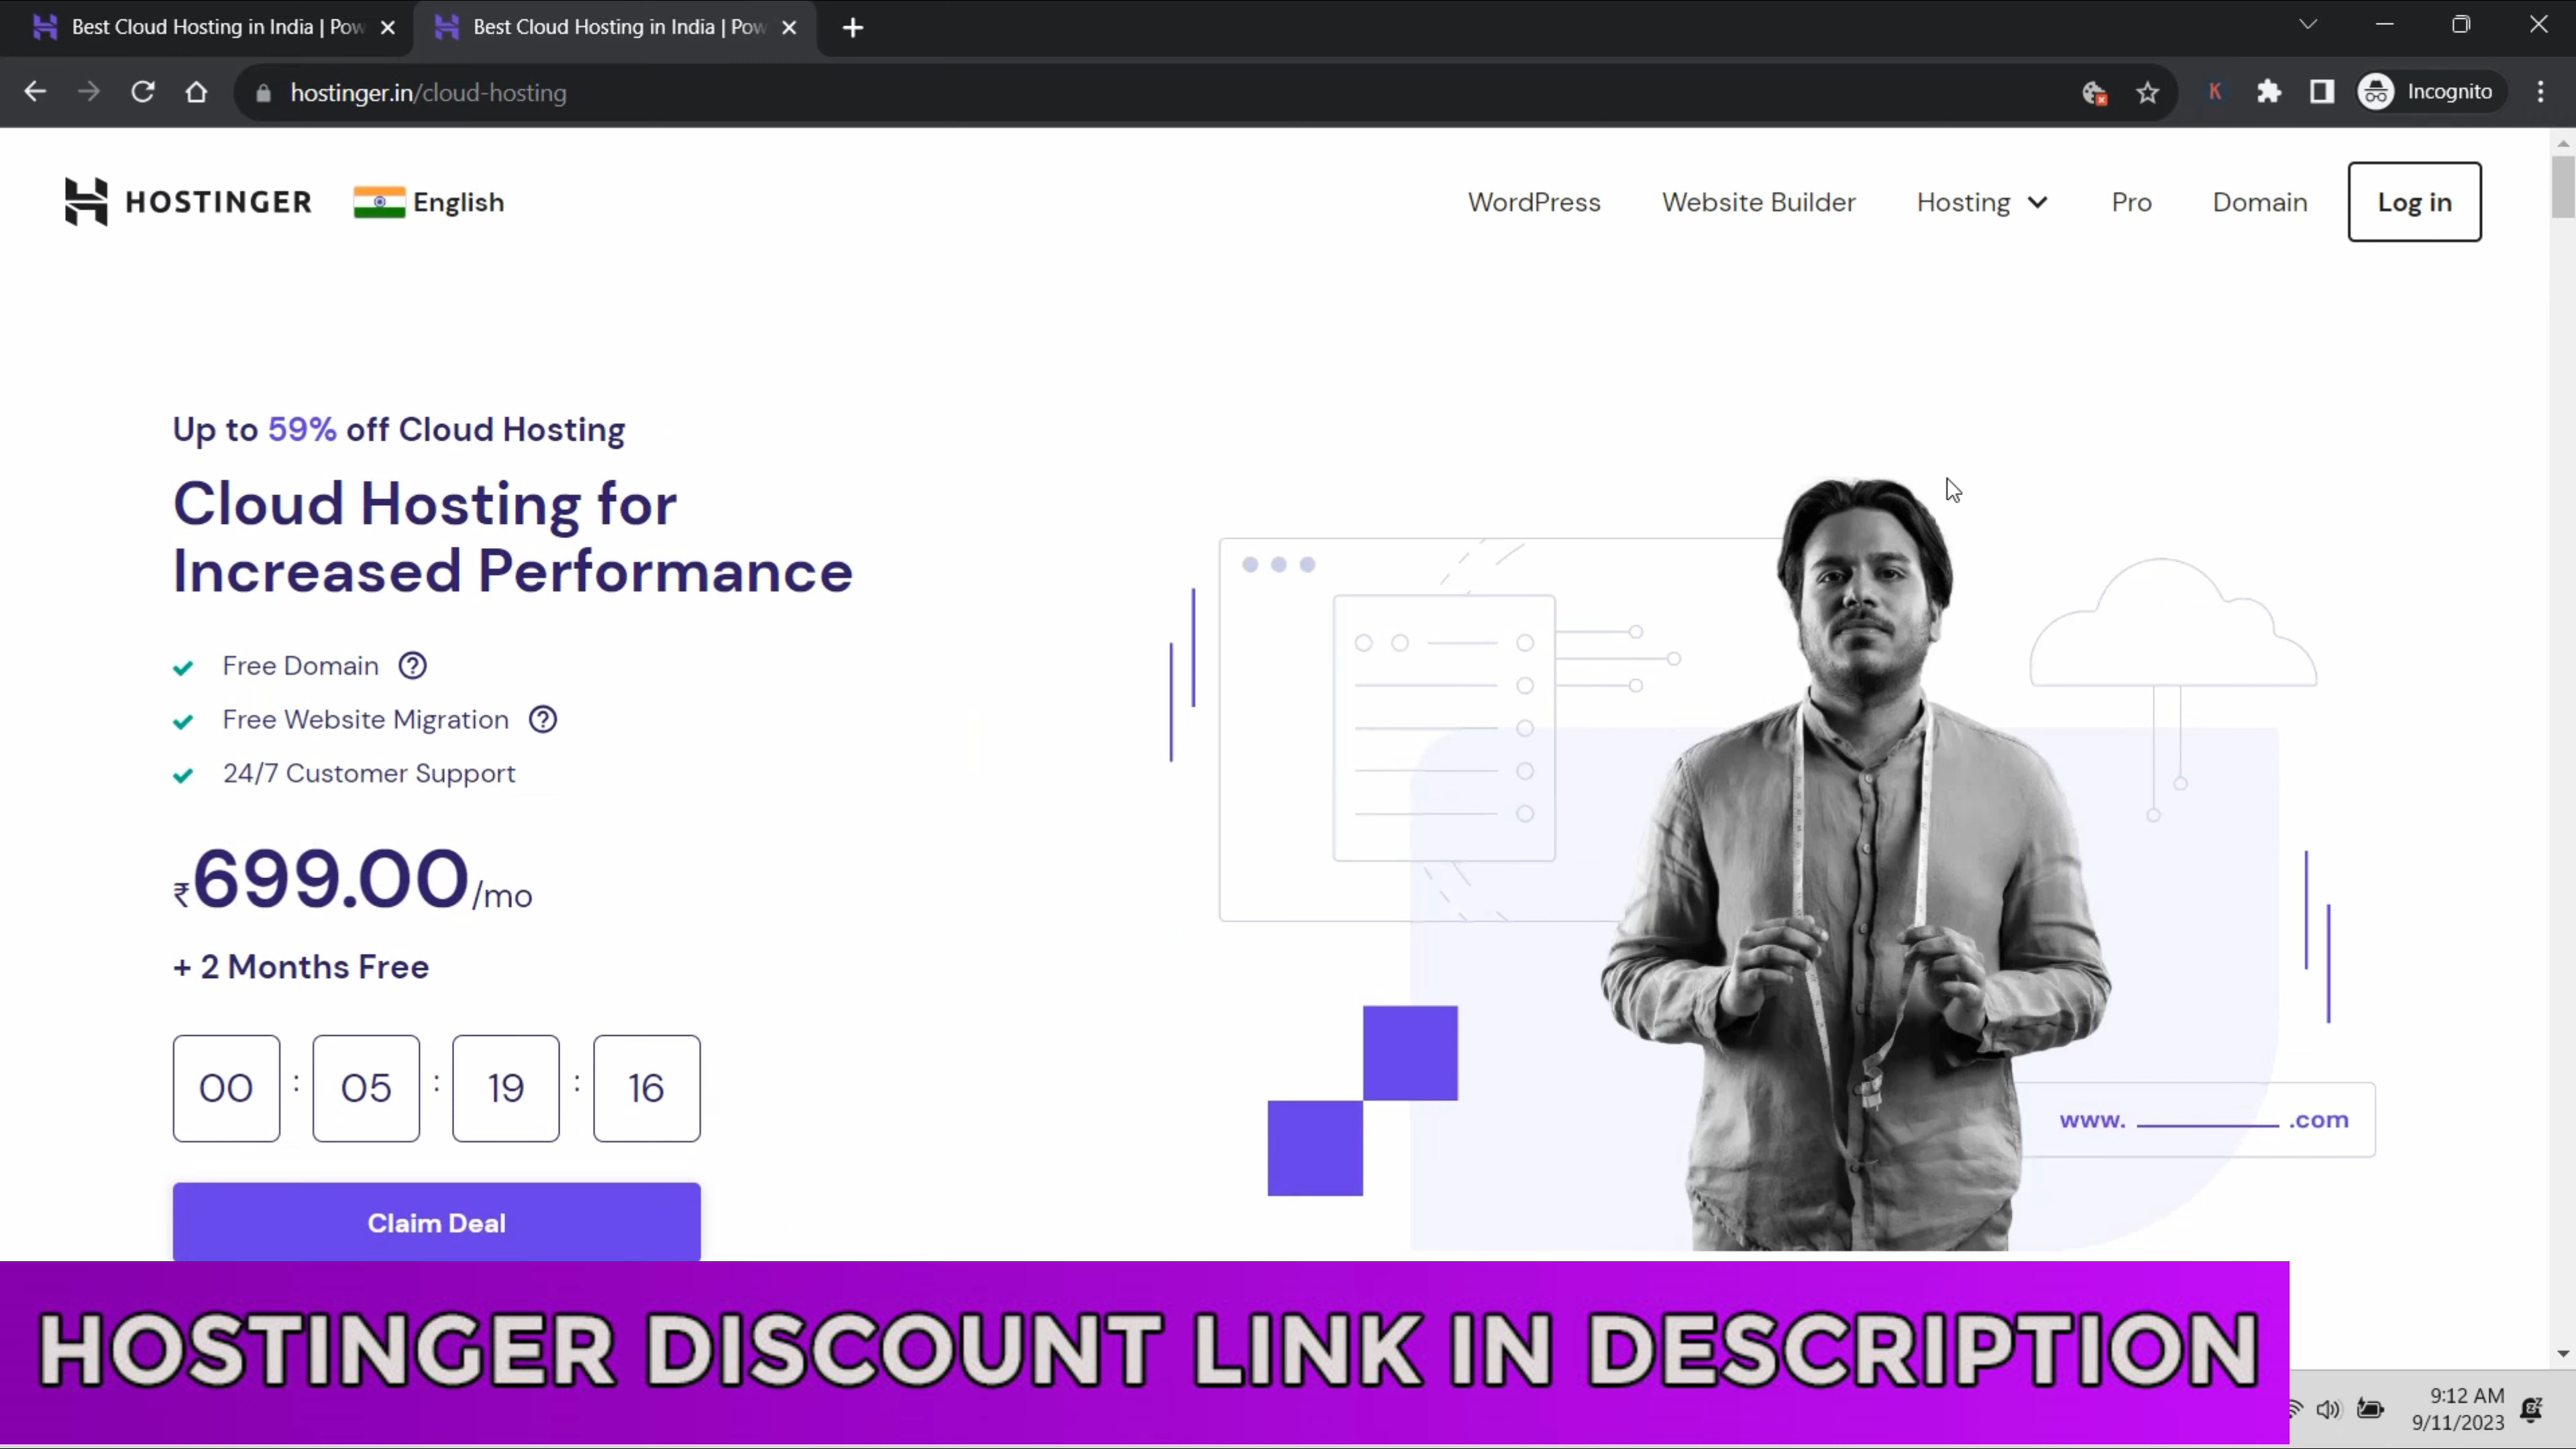 Best Cloud Hosting in India | Pow
Best Cloud Hosting in India | Pow
hostinger.in/cloud-hosting
K
Incognito
HOSTINGER
English
WordPress
Website Builder
Hosting
Pro
Domain
Log in
Up to 59% off Cloud Hosting
Cloud Hosting for
Increased Performance
Free Domain
Free Website Migration
24/7 Customer Support
₹699.00/mo
+ 2 Months Free
00 : 05 : 19 : 16
Claim Deal
www. .com
HOSTINGER DISCOUNT LINK IN DESCRIPTION
9:12 AM
9/11/2023